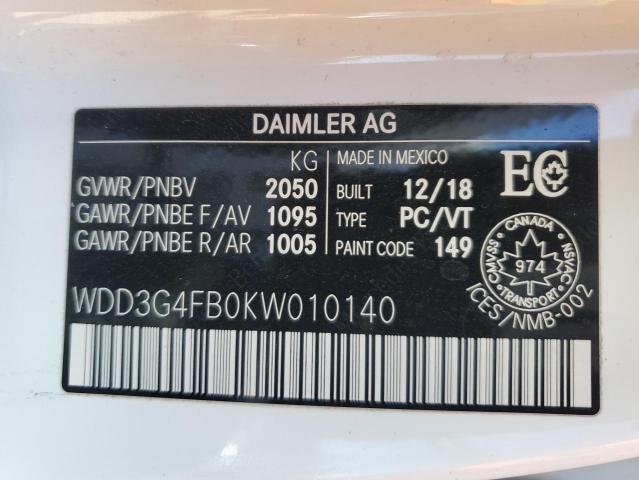 DAIMLER AG
KG
GVWR/PNBV 2050
GAWR/PNBE F/AV 1095
GAWR/PNBE R/AR 1005
MADE IN MEXICO
BUILT 12/18
TYPE PC/VT
PAINT CODE 149
EC
CANADA
CMVSS NSVAC
974
TRANSPORT
ICES/NMB-002
WDD3G4FB0KW010140